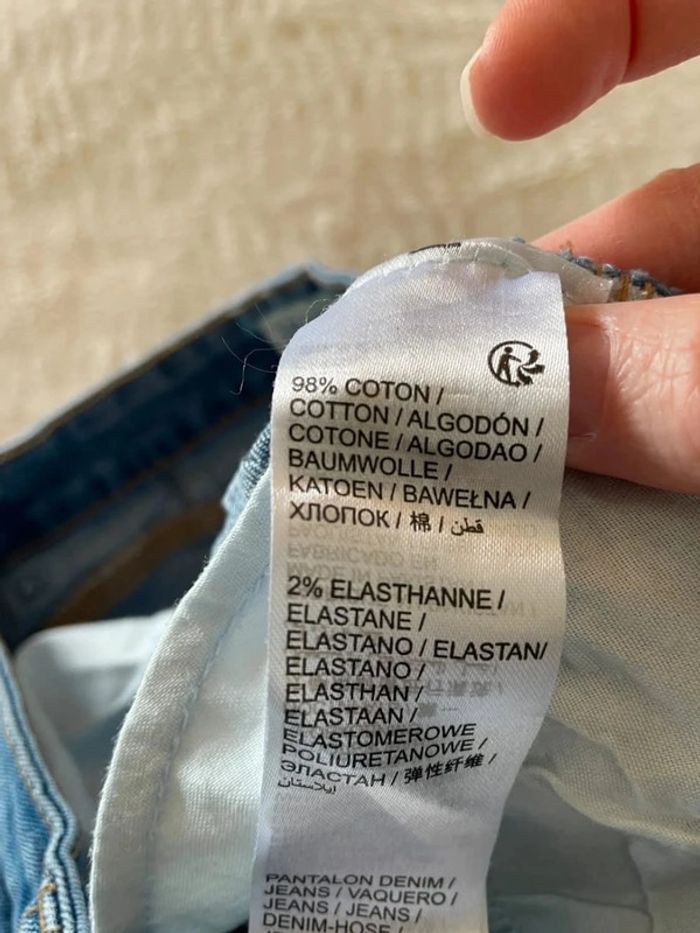 98% COTON /
COTTON / ALGODÓN /
COTONE / ALGODAO /
BAUMWOLLE /
KATOEN / BAWEŁNA /
ХЛОПОК / 棉 / قطن
2% ELASTHANNE /
ELASTANE /
ELASTANO / ELASTAN/
ELASTANO /
ELASTHAN /
ELASTAAN /
ELASTOMEROWE
POLIURETANOWE /
ЭЛАСТАН / 弹性纤维 /
إيلاستان
PANTALON DENIM /
JEANS / VAQUERO /
JEANS / JEANS /
DENIM-HOSE /